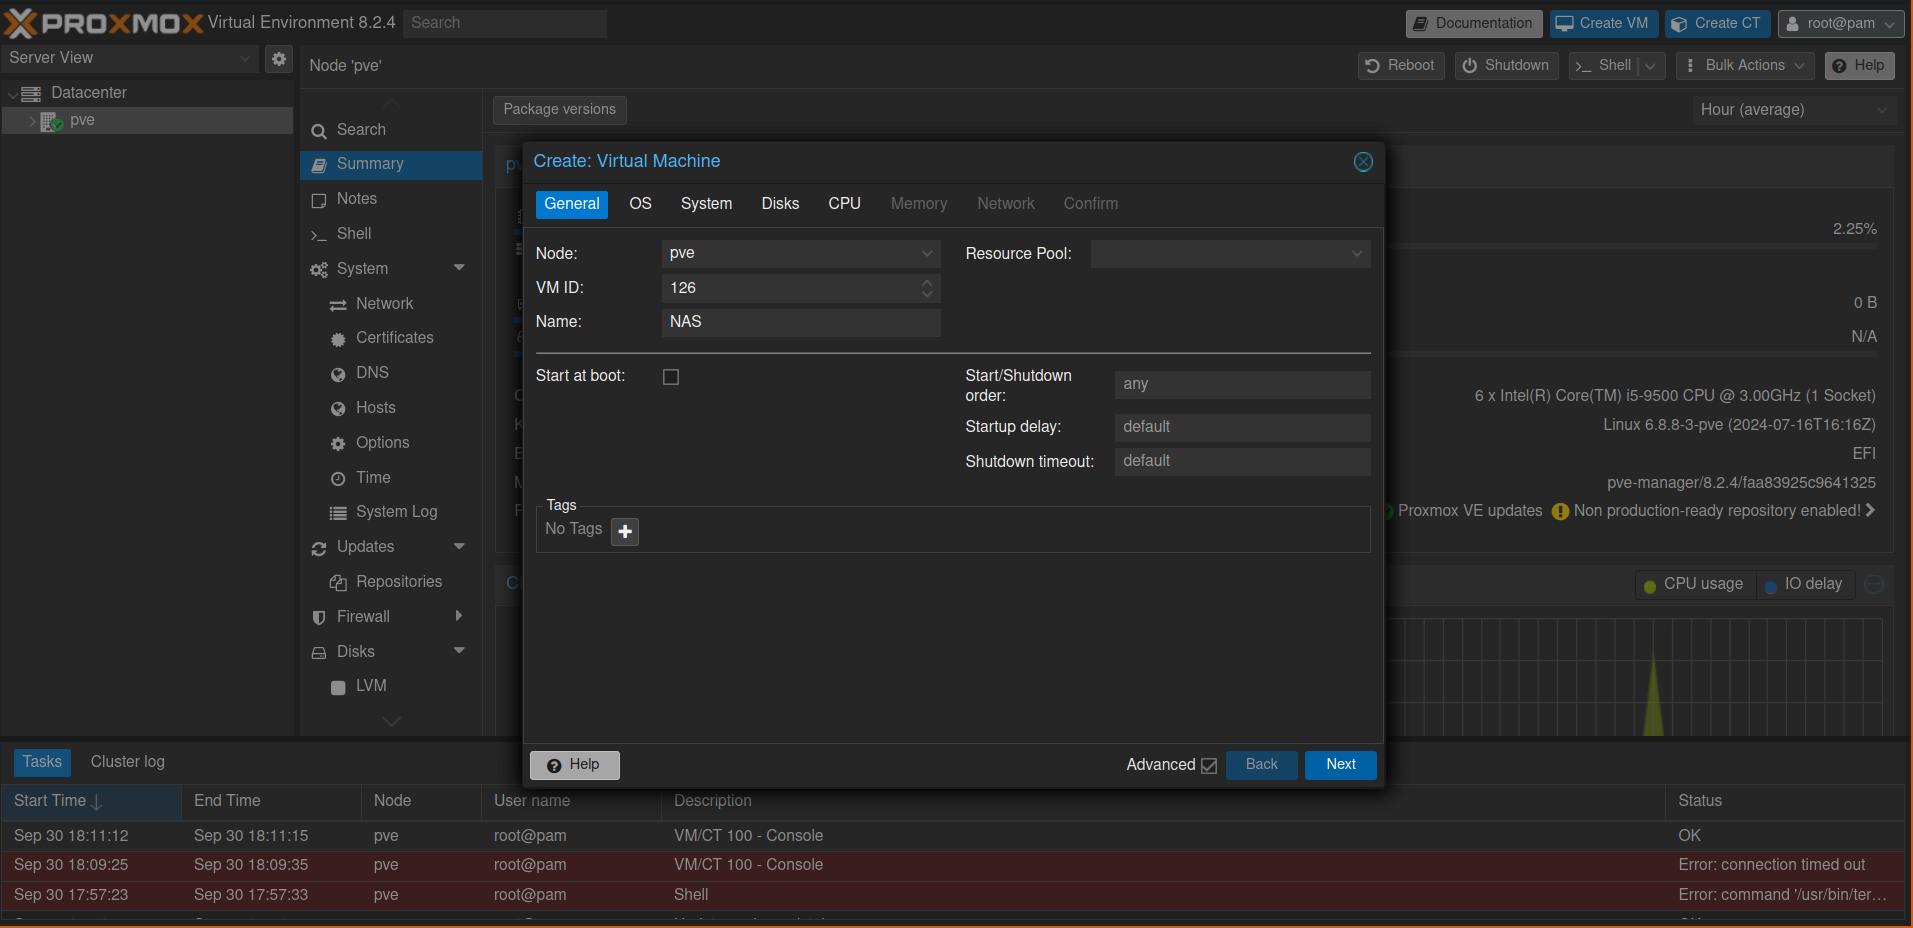 PROXMOX Virtual Environment 8.2.4 Search Documentation Create VM Create CT root@pam
Server View
Node 'pve' Reboot Shutdown Shell Bulk Actions Help
Datacenter
pve
Search
Summary
Notes
Shell
System
Network
Certificates
DNS
Hosts
Options
Time
System Log
Updates
Repositories
Firewall
Disks
LVM
Package versions Hour (average)
Create: Virtual Machine
General OS System Disks CPU Memory Network Confirm
Node: pve Resource Pool:
VM ID: 126
Name: NAS
Start at boot: Start/Shutdown
order: any
Startup delay: default
Shutdown timeout: default
Tags
No Tags
Help Advanced Back Next
2.25%
0 B
N/A
6 x Intel(R) Core(TM) i5-9500 CPU @ 3.00GHz (1 Socket)
Linux 6.8.8-3-pve (2024-07-16T16:16Z)
EFI
pve-manager/8.2.4/faa83925c9641325
Proxmox VE updates Non production-ready repository enabled!
CPU usage IO delay
Tasks Cluster log
Start Time End Time Node User name Description Status
Sep 30 18:11:12 Sep 30 18:11:15 pve root@pam VM/CT 100 - Console OK
Sep 30 18:09:25 Sep 30 18:09:35 pve root@pam VM/CT 100 - Console Error: connection timed out
Sep 30 17:57:23 Sep 30 17:57:33 pve root@pam Shell Error: command '/usr/bin/ter...